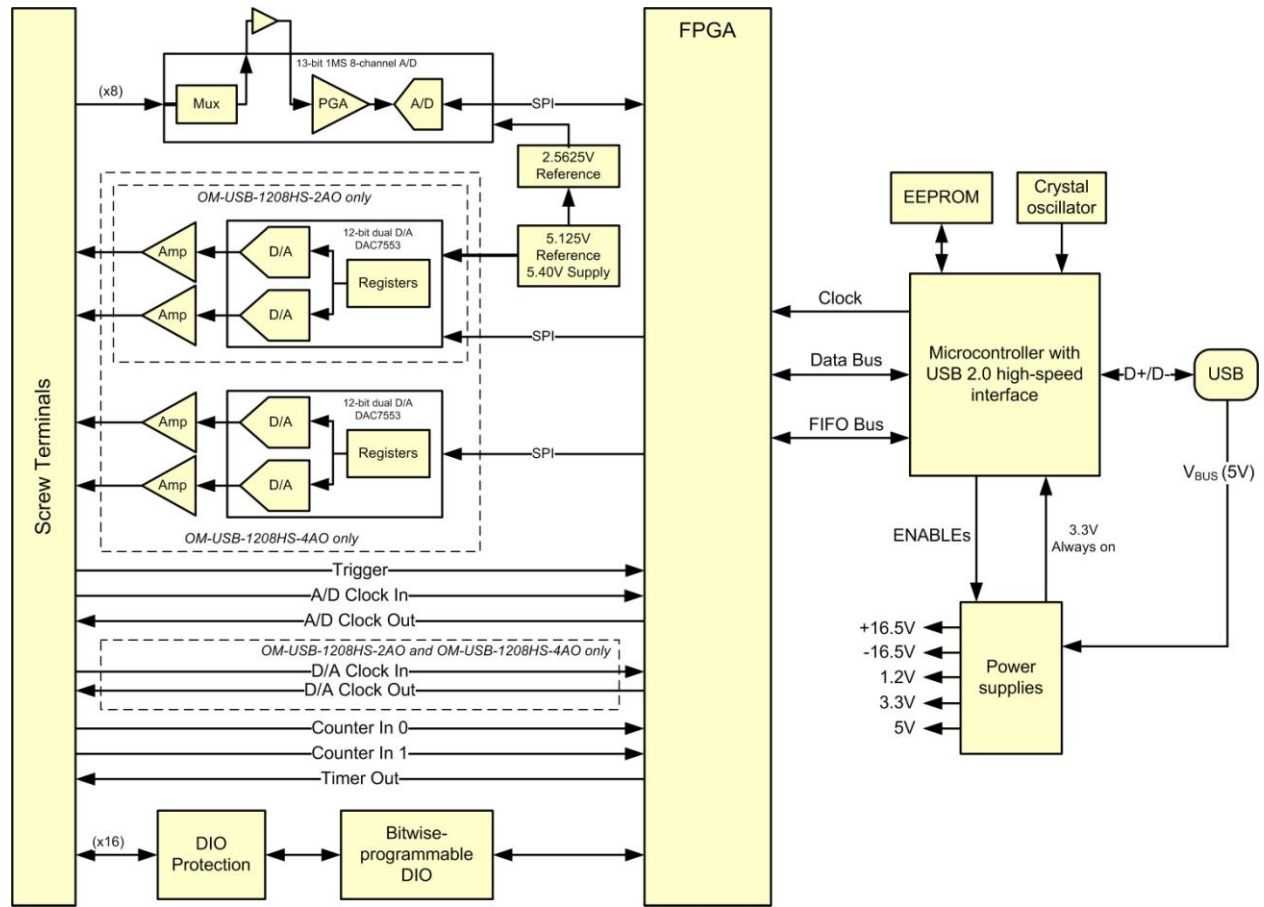 FPGA
13-bit 1MS 8-channel A/D
(x8)
Mux
PGA
A/D
SPI
2.5625V
Reference
OM-USB-1208HS-2AO only
12-bit dual D/A
DAC7553
Amp
D/A
Registers
Amp
D/A
5.125V
Reference
5.40V Supply
SPI
12-bit dual D/A
DAC7553
Amp
D/A
Registers
Amp
D/A
SPI
OM-USB-1208HS-4AO only
Screw Terminals
Trigger
A/D Clock In
A/D Clock Out
OM-USB-1208HS-2AO and OM-USB-1208HS-4AO only
D/A Clock In
D/A Clock Out
Counter In 0
Counter In 1
Timer Out
(x16)
DIO
Protection
Bitwise-
programmable
DIO
EEPROM
Crystal
oscillator
Clock
Data Bus
FIFO Bus
Microcontroller with
USB 2.0 high-speed
interface
D+/D-
USB
VBUS (5V)
ENABLEs
3.3V
Always on
+16.5V
-16.5V
1.2V
3.3V
5V
Power
supplies